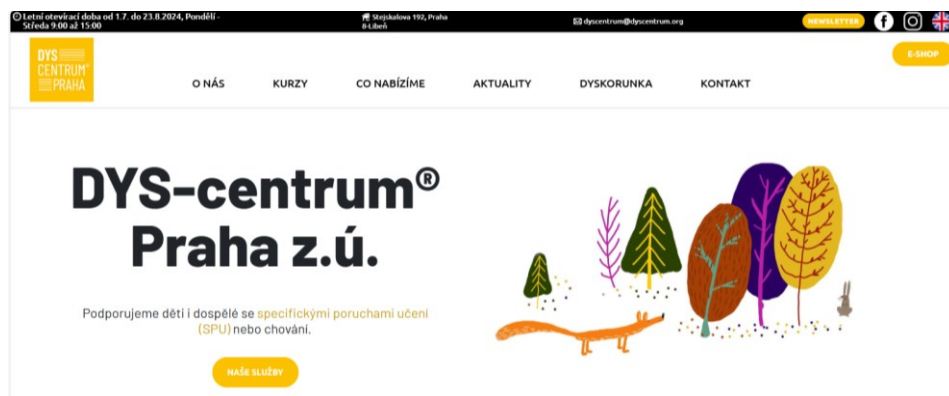 Letní otevírací doba od 1.7. do 23.8.2024, Pondělí -
Středa 9:00 až 15:00
Stejskalova 192, Praha
8-Libeň
dyscentrum@dyscentrum.org
NEWSLETTER
E-SHOP
DYS
CENTRUM®
PRAHA
O NÁS
KURZY
CO NABÍZÍME
AKTUALITY
DYSKORUNKA
KONTAKT
DYS-centrum®
Praha z.ú.
Podporujeme děti i dospělé se specifickými poruchami učení
(SPU) nebo chování.
NAŠE SLUŽBY